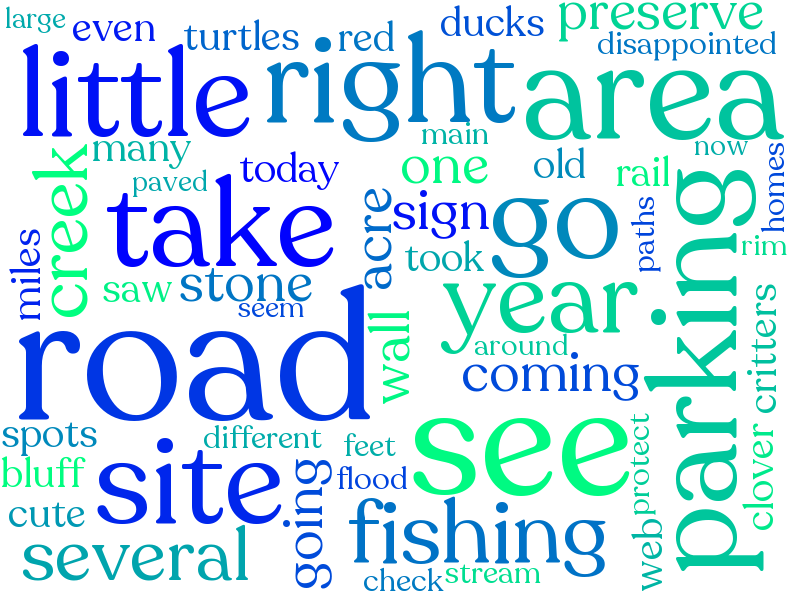 large
even
turtles
red
ducks
preserve
disappointed
little
right
area
many
main
now
creek
paved
today
one
old
rail
homes
take
acre
sign
go
paths
parking
rim
miles
saw
stone
took
seem
year
road
wall
around
coming
critters
spots
different
feet
see
protect
clover
bluff
site
going
flood
cute
fishing
several
check
stream
web